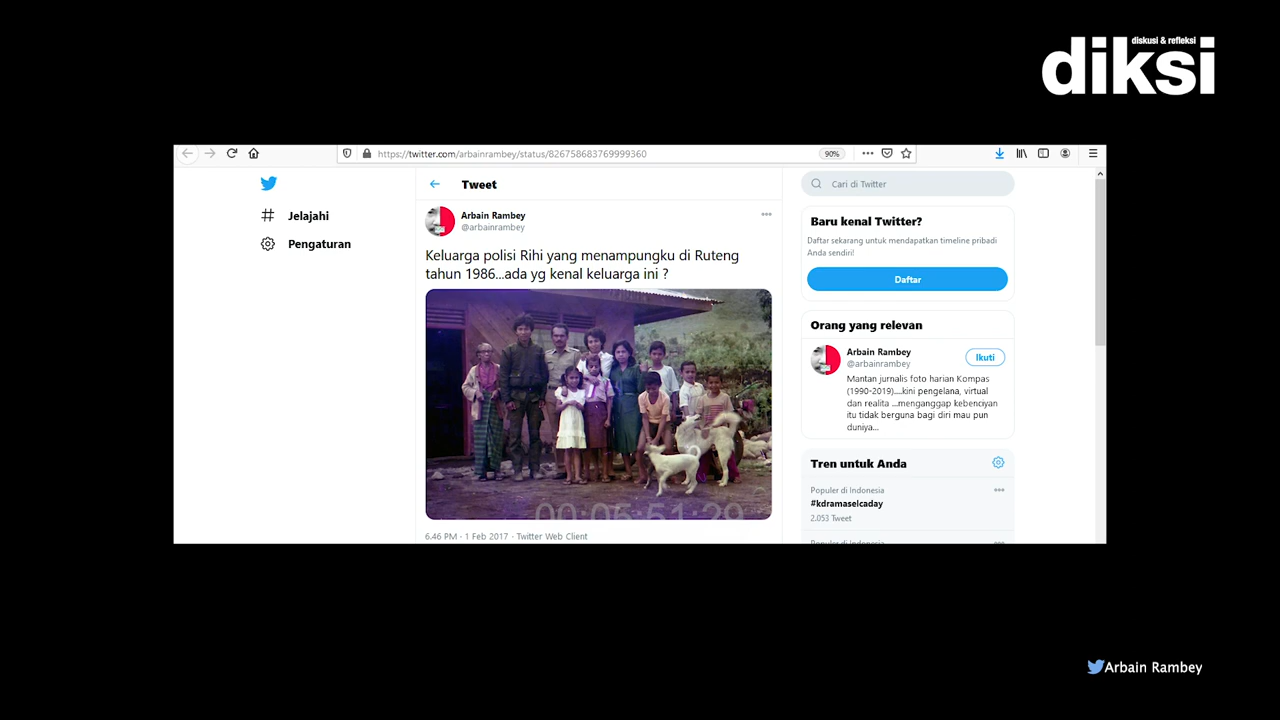 diskusi & refleksi
diksi
https://twitter.com/arbainrambey/status/826758683769999360
90%
Jelajahi
Pengaturan
Tweet
Arbain Rambey
@arbainrambey
Keluarga polisi Rihi yang menampungku di Ruteng
tahun 1986...ada yg kenal keluarga ini ?
00:06:51:29
6.46 PM · 1 Feb 2017 · Twitter Web Client
Cari di Twitter
Baru kenal Twitter?
Daftar sekarang untuk mendapatkan timeline pribadi
Anda sendiri!
Daftar
Orang yang relevan
Arbain Rambey
@arbainrambey
Ikuti
Mantan jurnalis foto harian Kompas
(1990-2019)....kini pengelana, virtual
dan realita ...menganggap kebenciyan
itu tidak berguna bagi diri mau pun
duniya...
Tren untuk Anda
Populer di Indonesia
#kdramaselcaday
2.053 Tweet
Populer di Indonesia
Arbain Rambey